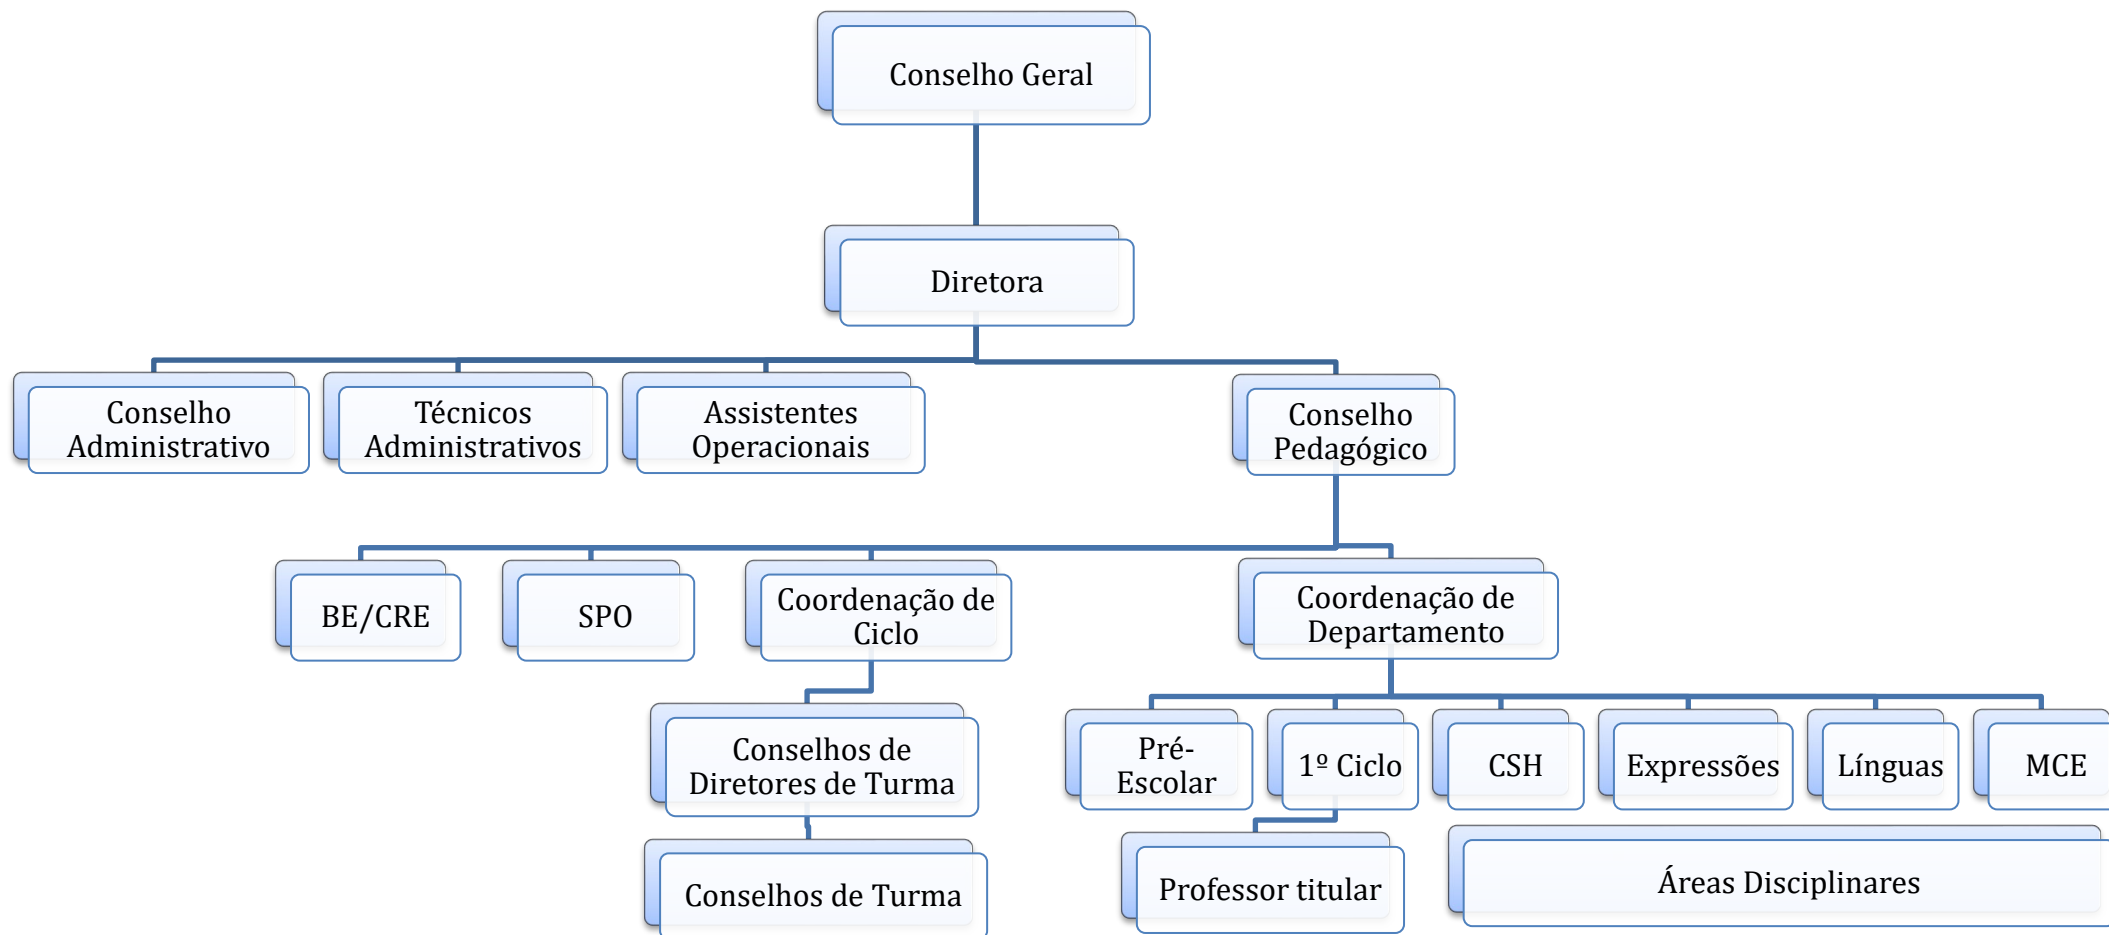 Conselho Geral
Diretora
Conselho
Administrativo
Técnicos
Administrativos
Assistentes
Operacionais
Conselho
Pedagógico
BE/CRE
SPO
Coordenação de
Ciclo
Coordenação de
Departamento
Conselhos de
Diretores de Turma
Pré-
Escolar
1º Ciclo
CSH
Expressões
Línguas
MCE
Conselhos de Turma
Professor titular
Áreas Disciplinares